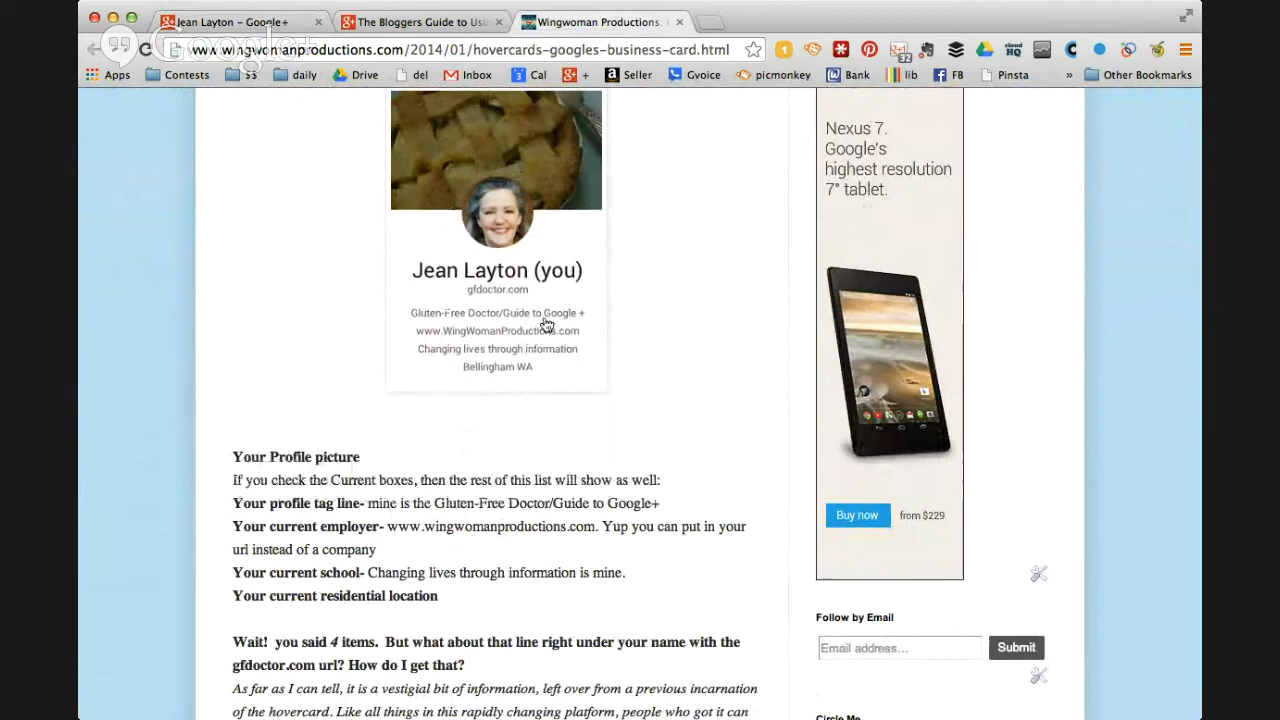 Jean Layton - Google+
The Bloggers Guide to Usi
Wingwoman Productions:
Google+
www.wingwomanproductions.com/2014/01/hovercards-googles-business-card.html
32
Apps
Contests
$$
daily
Drive
del
Inbox
3 Cal
+
Seller
Gvoice
picmonkey
Bank
lib
FB
Pinsta
»
Other Bookmarks
Jean Layton (you)
gfdoctor.com
Gluten-Free Doctor/Guide to Google +
www.WingWomanProductions.com
Changing lives through information
Bellingham WA
Nexus 7.
Google's
highest resolution
7" tablet.
Buy now from $229
Your Profile picture
If you check the Current boxes, then the rest of this list will show as well:
Your profile tag line- mine is the Gluten-Free Doctor/Guide to Google+
Your current employer- www.wingwomanproductions.com. Yup you can put in your
url instead of a company
Your current school- Changing lives through information is mine.
Your current residential location
Wait! you said 4 items. But what about that line right under your name with the
gfdoctor.com url? How do I get that?
As far as I can tell, it is a vestigial bit of information, left over from a previous incarnation
of the hovercard. Like all things in this rapidly changing platform, people who got it can
Follow by Email
Email address...
Submit
Circle Me